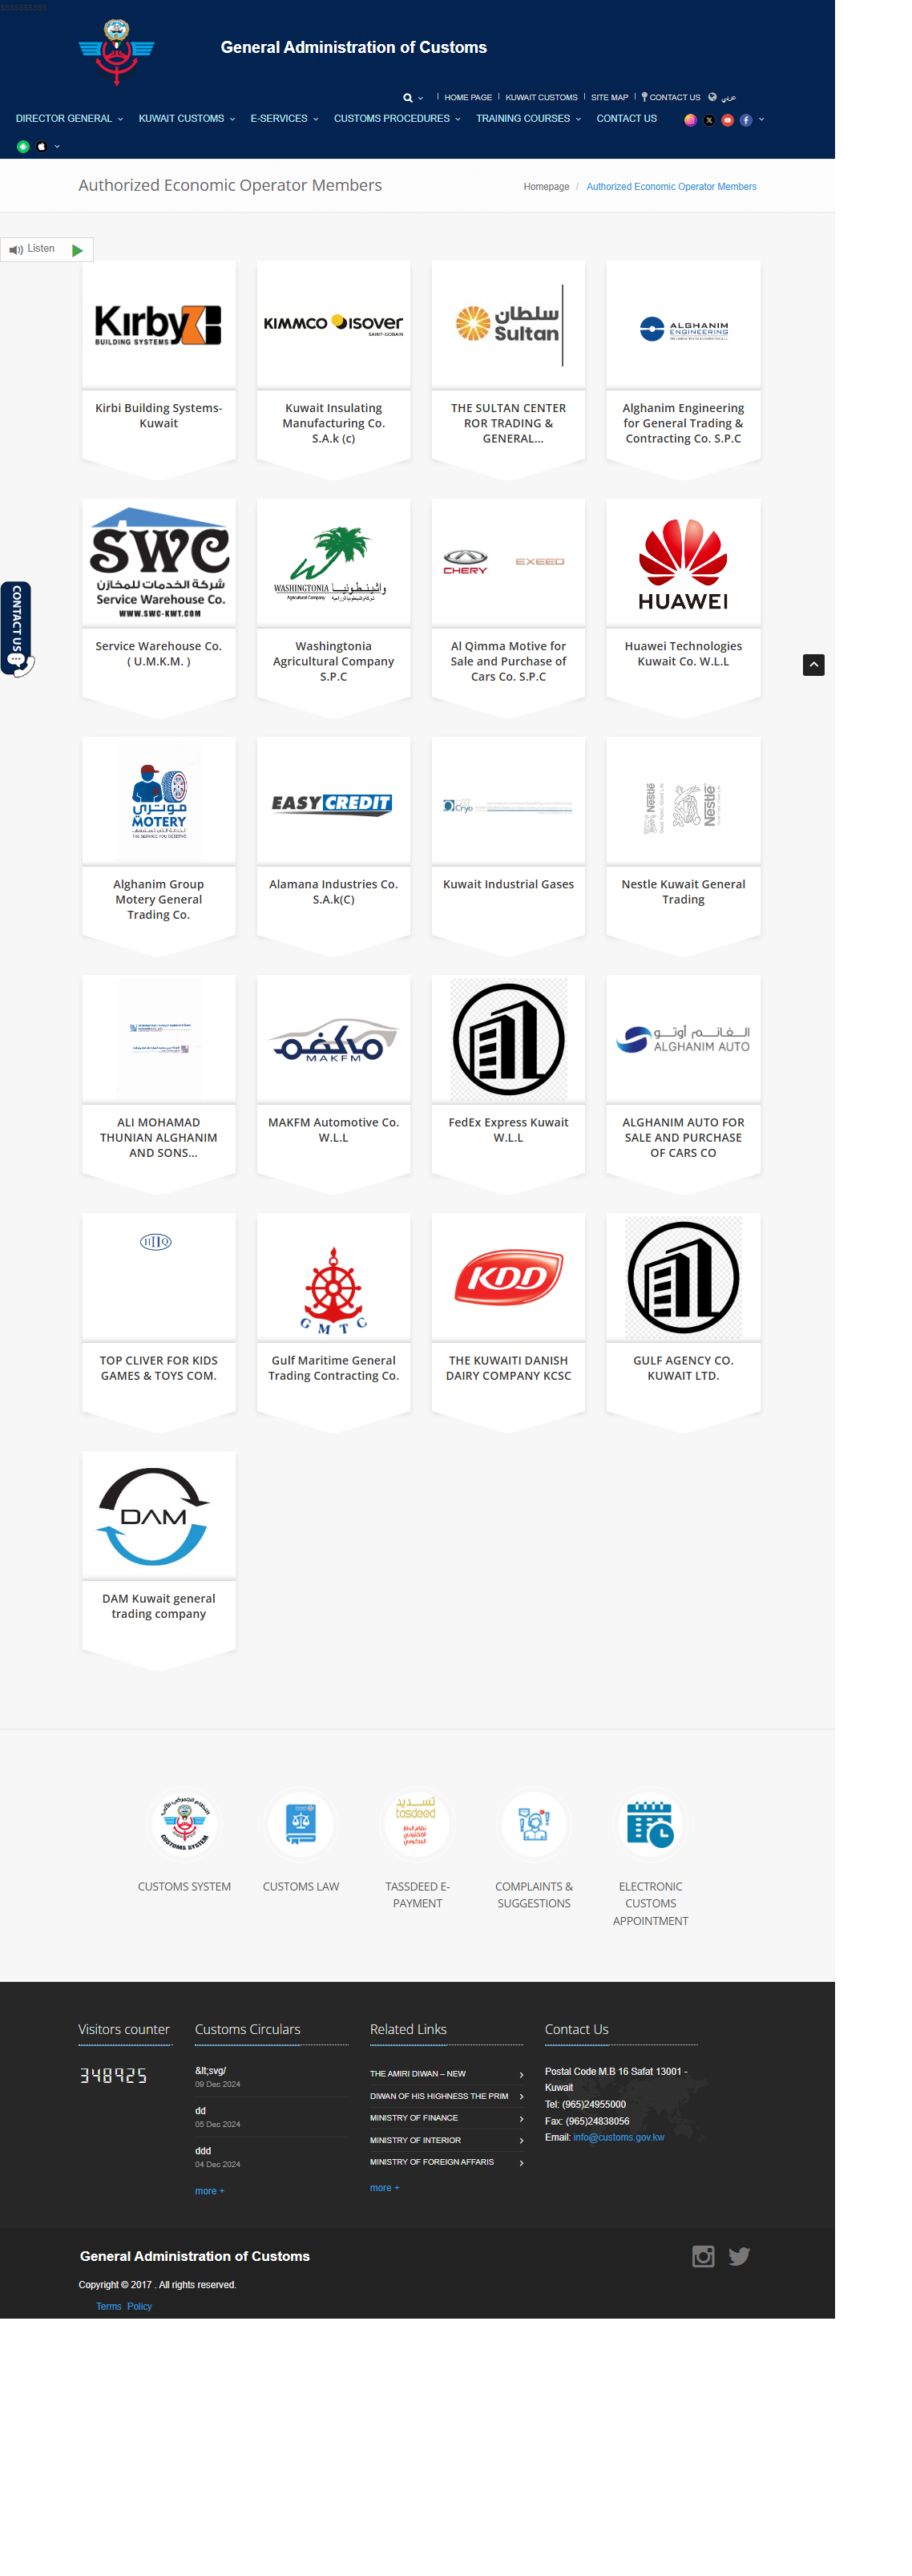 General Administration of Customs
HOME PAGE
KUWAIT CUSTOMS
SITE MAP
CONTACT US
عربي
DIRECTOR GENERAL
KUWAIT CUSTOMS
E-SERVICES
CUSTOMS PROCEDURES
TRAINING COURSES
CONTACT US
Authorized Economic Operator Members
Homepage / Authorized Economic Operator Members
Listen
Kirby
BUILDING SYSTEMS
KIMMCO isover
SAINT-GOBAIN
سلطان
Sultan
ALGHANIM
ENGINEERING
Kirbi Building Systems-
Kuwait
Kuwait Insulating
Manufacturing Co.
S.A.k (c)
THE SULTAN CENTER
ROR TRADING &
GENERAL...
Alghanim Engineering
for General Trading &
Contracting Co. S.P.C
SWC
شركة الخدمات للمخازن
Service Warehouse Co.
WWW.SWC-KWT.COM
WASHINGTONIA
واشنطونيا
Agricultural Company
CHERY
EXEED
HUAWEI
Service Warehouse Co.
( U.M.K.M. )
Washingtonia
Agricultural Company
S.P.C
Al Qimma Motive for
Sale and Purchase of
Cars Co. S.P.C
Huawei Technologies
Kuwait Co. W.L.L
CONTACT US
موتري
MOTERY
THE SERVICE YOU DESERVE
EASY CREDIT
Cryo
Nestle
Nestle
Alghanim Group
Motery General
Trading Co.
Alamana Industries Co.
S.A.k(C)
Kuwait Industrial Gases
Nestle Kuwait General
Trading
مكفم
MAKFM
الغانم أوتو
ALGHANIM AUTO
ALI MOHAMAD
THUNIAN ALGHANIM
AND SONS...
MAKFM Automotive Co.
W.L.L
FedEx Express Kuwait
W.L.L
ALGHANIM AUTO FOR
SALE AND PURCHASE
OF CARS CO
GMTC
KDD
TOP CLIVER FOR KIDS
GAMES & TOYS COM.
Gulf Maritime General
Trading Contracting Co.
THE KUWAITI DANISH
DAIRY COMPANY KCSC
GULF AGENCY CO.
KUWAIT LTD.
DAM
DAM Kuwait general
trading company
CUSTOMS SYSTEM
تسديد
tasdeed
CUSTOMS SYSTEM
CUSTOMS LAW
TASSDEED E-
PAYMENT
COMPLAINTS &
SUGGESTIONS
ELECTRONIC
CUSTOMS
APPOINTMENT
Visitors counter
348925
Customs Circulars
&lt;svg/
09 Dec 2024
dd
05 Dec 2024
ddd
04 Dec 2024
more +
Related Links
THE AMIRI DIWAN – NEW
DIWAN OF HIS HIGHNESS THE PRIM
MINISTRY OF FINANCE
MINISTRY OF INTERIOR
MINISTRY OF FOREIGN AFFARIS
more +
Contact Us
Postal Code M.B 16 Safat 13001 -
Kuwait
Tel: (965)24955000
Fax: (965)24838056
Email: info@customs.gov.kw
General Administration of Customs
Copyright © 2017 . All rights reserved.
Terms Policy